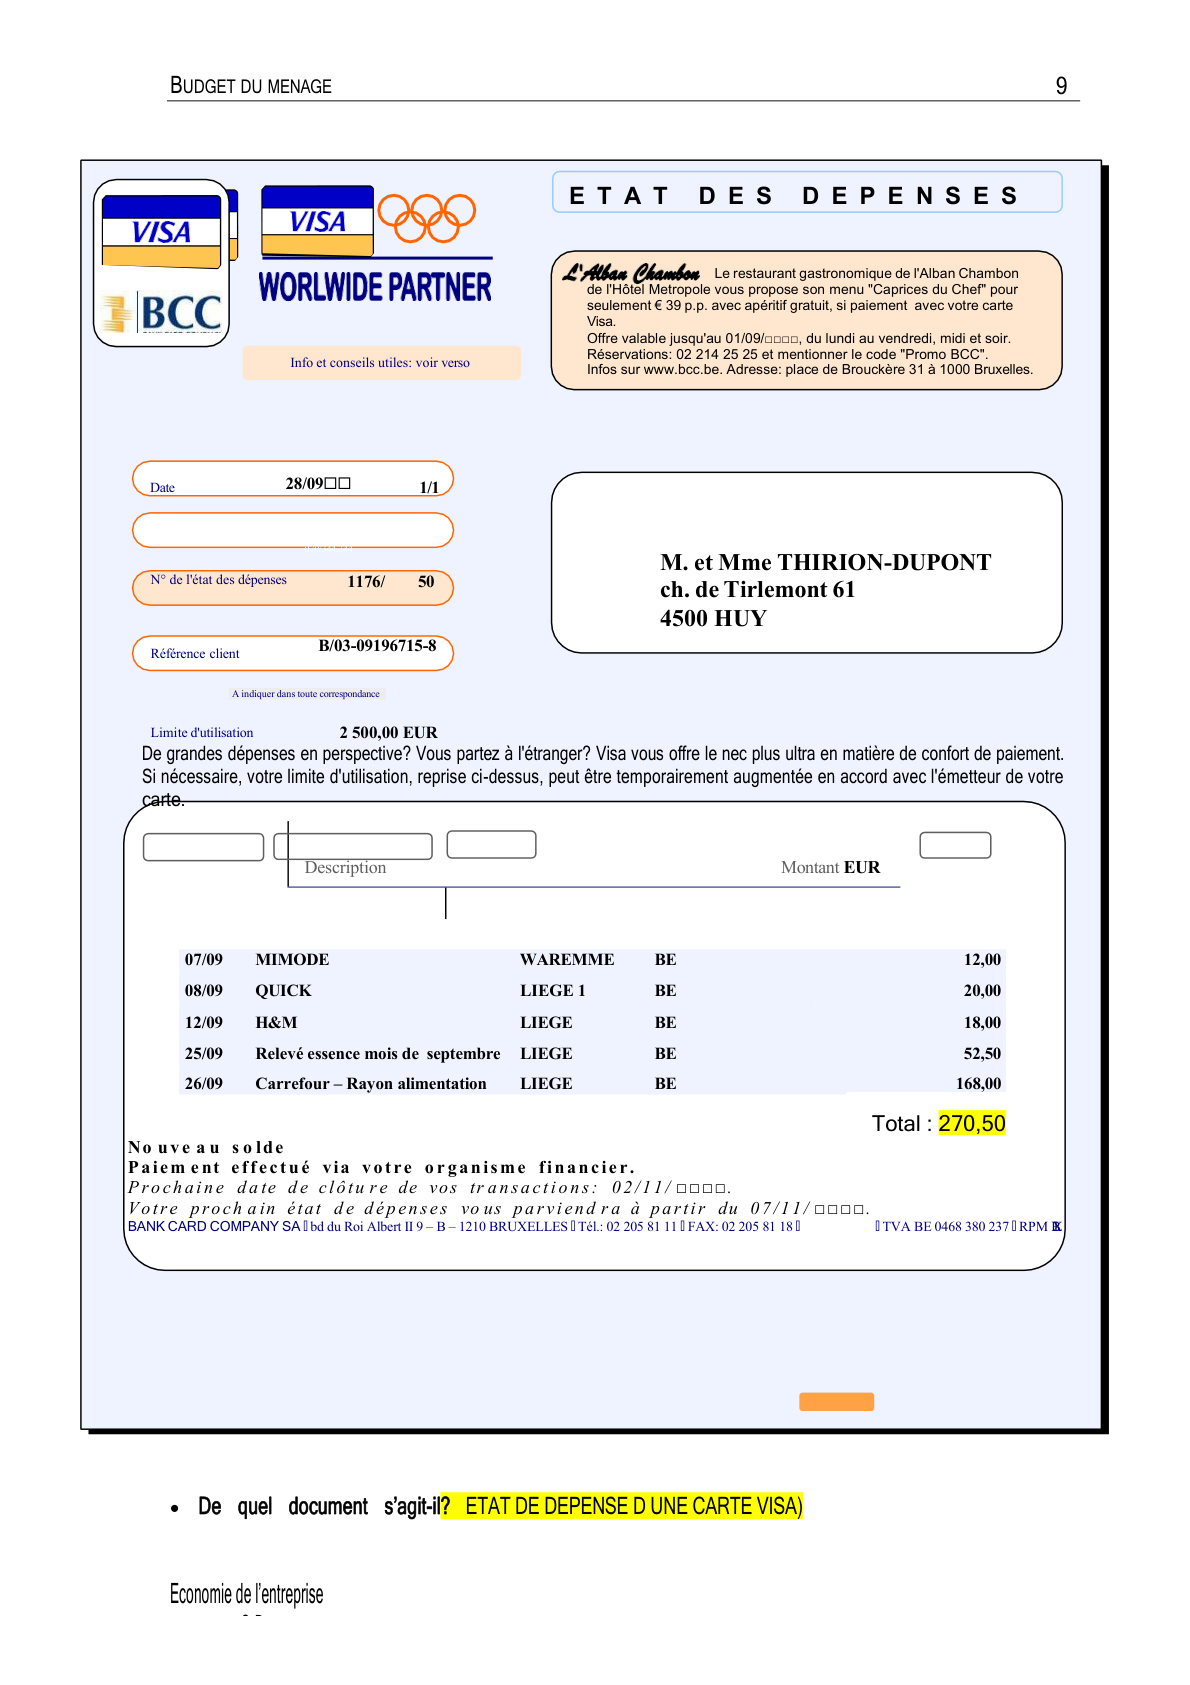 BUDGET DU MENAGE 9
VISA
VISA
WORLWIDE PARTNER
BCC
Info et conseils utiles: voir verso
ETAT DES DEPENSES
L'Alban Chambon Le restaurant gastronomique de l'Alban Chambon
de l'Hôtel Metropole vous propose son menu "Caprices du Chef" pour
seulement € 39 p.p. avec apéritif gratuit, si paiement avec votre carte
Visa.
Offre valable jusqu'au 01/09/□□□□, du lundi au vendredi, midi et soir.
Réservations: 02 214 25 25 et mentionner le code "Promo BCC".
Infos sur www.bcc.be. Adresse: place de Brouckère 31 à 1000 Bruxelles.
Date 28/09□□ 1/1
N° de l'état des dépenses 1176/ 50
Référence client B/03-09196715-8
A indiquer dans toute correspondance
Limite d'utilisation 2 500,00 EUR
M. et Mme THIRION-DUPONT
ch. de Tirlemont 61
4500 HUY
De grandes dépenses en perspective? Vous partez à l'étranger? Visa vous offre le nec plus ultra en matière de confort de paiement.
Si nécessaire, votre limite d'utilisation, reprise ci-dessus, peut être temporairement augmentée en accord avec l'émetteur de votre
carte.
Description Montant EUR
07/09 MIMODE WAREMME BE 12,00
08/09 QUICK LIEGE 1 BE 20,00
12/09 H&M LIEGE BE 18,00
25/09 Relevé essence mois de septembre LIEGE BE 52,50
26/09 Carrefour – Rayon alimentation LIEGE BE 168,00
Total : 270,50
Nouveau solde
Paiement effectué via votre organisme financier.
Prochaine date de clôture de vos transactions: 02/11/□□□□.
Votre prochain état de dépenses vous parviendra à partir du 07/11/□□□□.
BANK CARD COMPANY SA ▯ bd du Roi Albert II 9 – B – 1210 BRUXELLES ▯ Tél.: 02 205 81 11 ▯ FAX: 02 205 81 18 ▯ ▯ TVA BE 0468 380 237 ▯ RPM
• De quel document s'agit-il? ETAT DE DEPENSE D UNE CARTE VISA)
Economie de l'entreprise